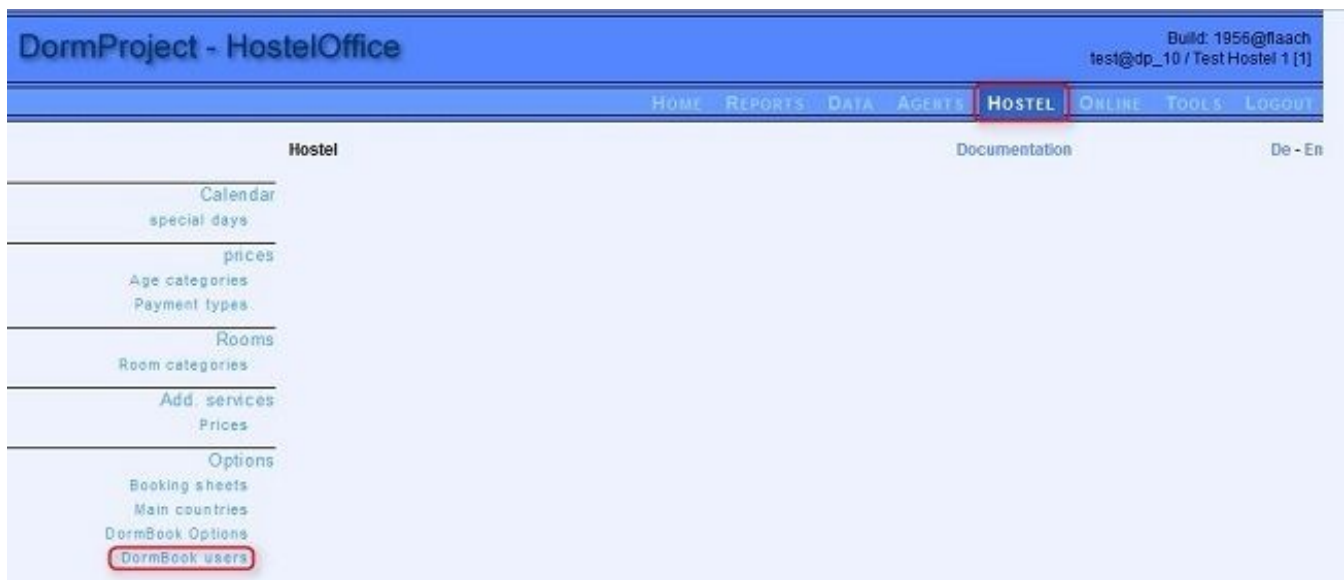 DormProject - HostelOffice
Build: 1956@flaach
test@dp_10 / Test Hostel 1 [1]
HOME REPORTS DATA AGENTS HOSTEL ONLINE TOOLS LOGOUT
Hostel Documentation De - En
Calendar
special days
prices
Age categories
Payment types
Rooms
Room categories
Add. services
Prices
Options
Booking sheets
Main countries
DormBook Options
DormBook users